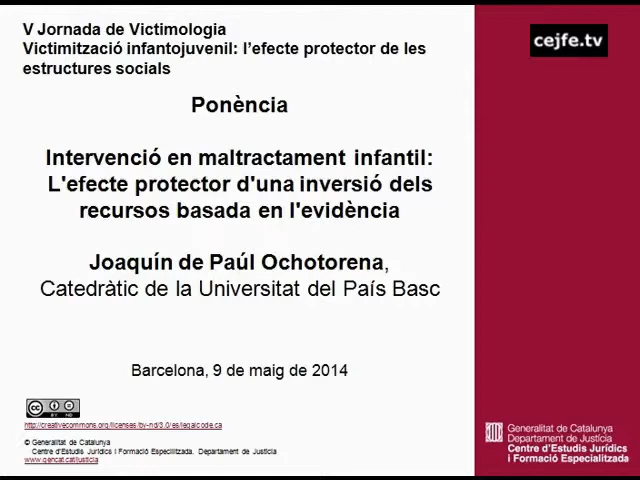 V Jornada de Victimologia
cejfe.tv
Victimització infantojuvenil: l'efecte protector de les
estructures socials
Ponència
Intervenció en maltractament infantil:
L'efecte protector d'una inversió dels
recursos basada en l'evidència
Joaquín de Paúl Ochotorena,
Catedràtic de la Universitat del País Basc
Barcelona, 9 de maig de 2014
cc
BY ND
http://creativecommons.org/licenses/by-nd/3.0/es/legalcode.ca
© Generalitat de Catalunya
Centre d'Estudis Jurídics i Formació Especialitzada. Departament de Justícia
www.gencat.cat/justicia
Generalitat de Catalunya
Departament de Justícia
Centre d'Estudis Jurídics
i Formació Especialitzada